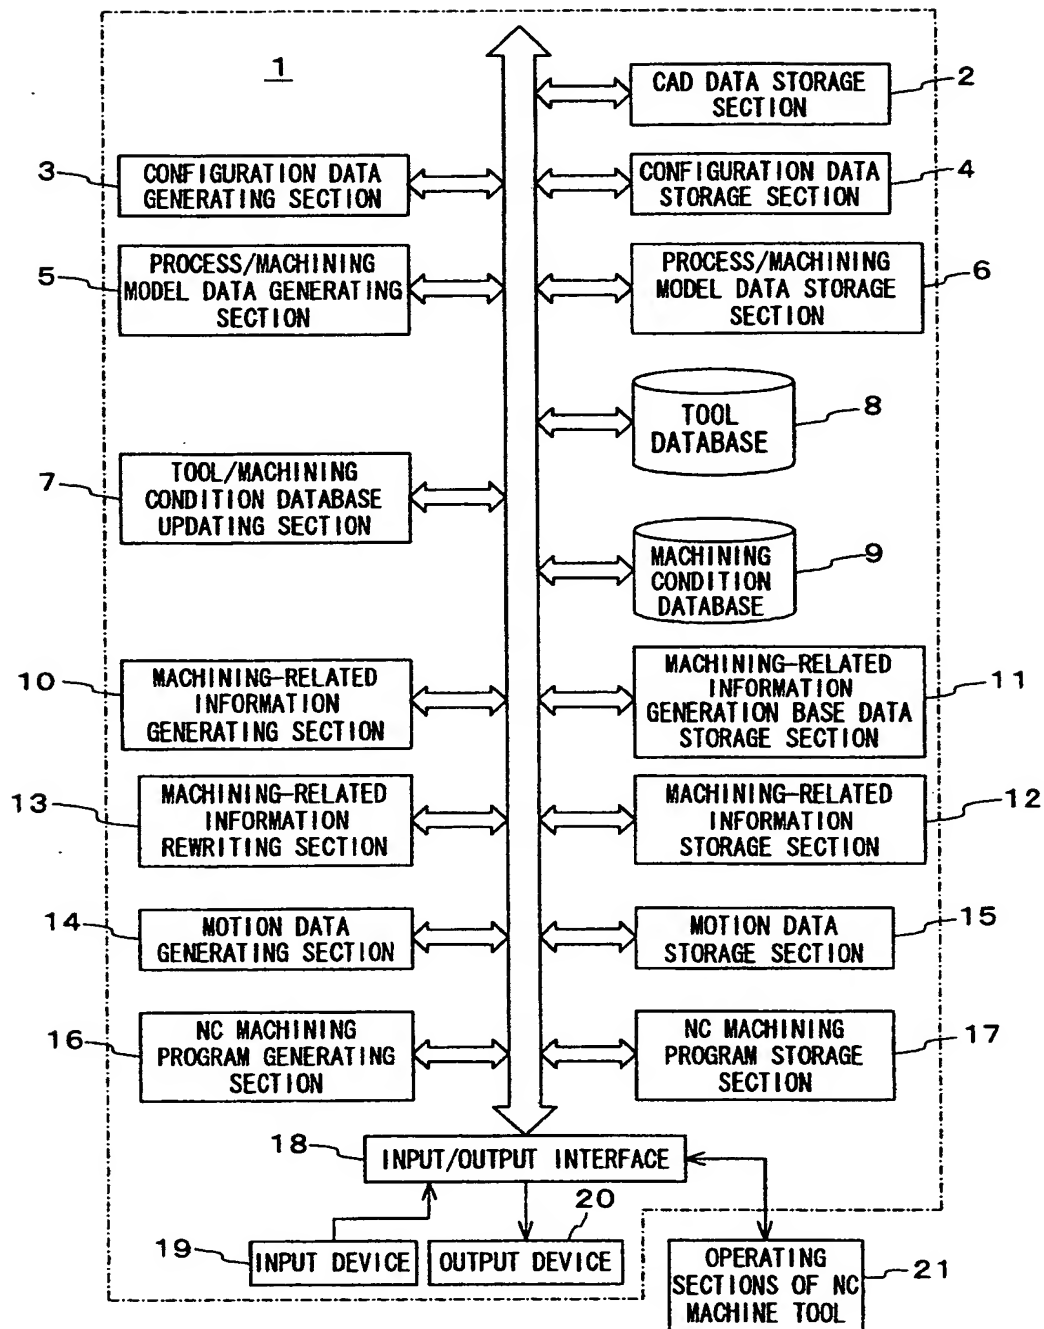 1
CAD DATA STORAGE
SECTION
2
3
CONFIGURATION DATA
GENERATING SECTION
CONFIGURATION DATA
STORAGE SECTION
4
5
PROCESS/MACHINING
MODEL DATA GENERATING
SECTION
PROCESS/MACHINING
MODEL DATA STORAGE
SECTION
6
TOOL
DATABASE
8
7
TOOL/MACHINING
CONDITION DATABASE
UPDATING SECTION
MACHINING
CONDITION
DATABASE
9
10
MACHINING-RELATED
INFORMATION
GENERATING SECTION
MACHINING-RELATED
INFORMATION
GENERATION BASE DATA
STORAGE SECTION
11
13
MACHINING-RELATED
INFORMATION
REWRITING SECTION
MACHINING-RELATED
INFORMATION
STORAGE SECTION
12
14
MOTION DATA
GENERATING SECTION
MOTION DATA
STORAGE SECTION
15
16
NC MACHINING
PROGRAM GENERATING
SECTION
NC MACHINING
PROGRAM STORAGE
SECTION
17
18
INPUT/OUTPUT INTERFACE
19
INPUT DEVICE
20
OUTPUT DEVICE
OPERATING
SECTIONS OF NC
MACHINE TOOL
21